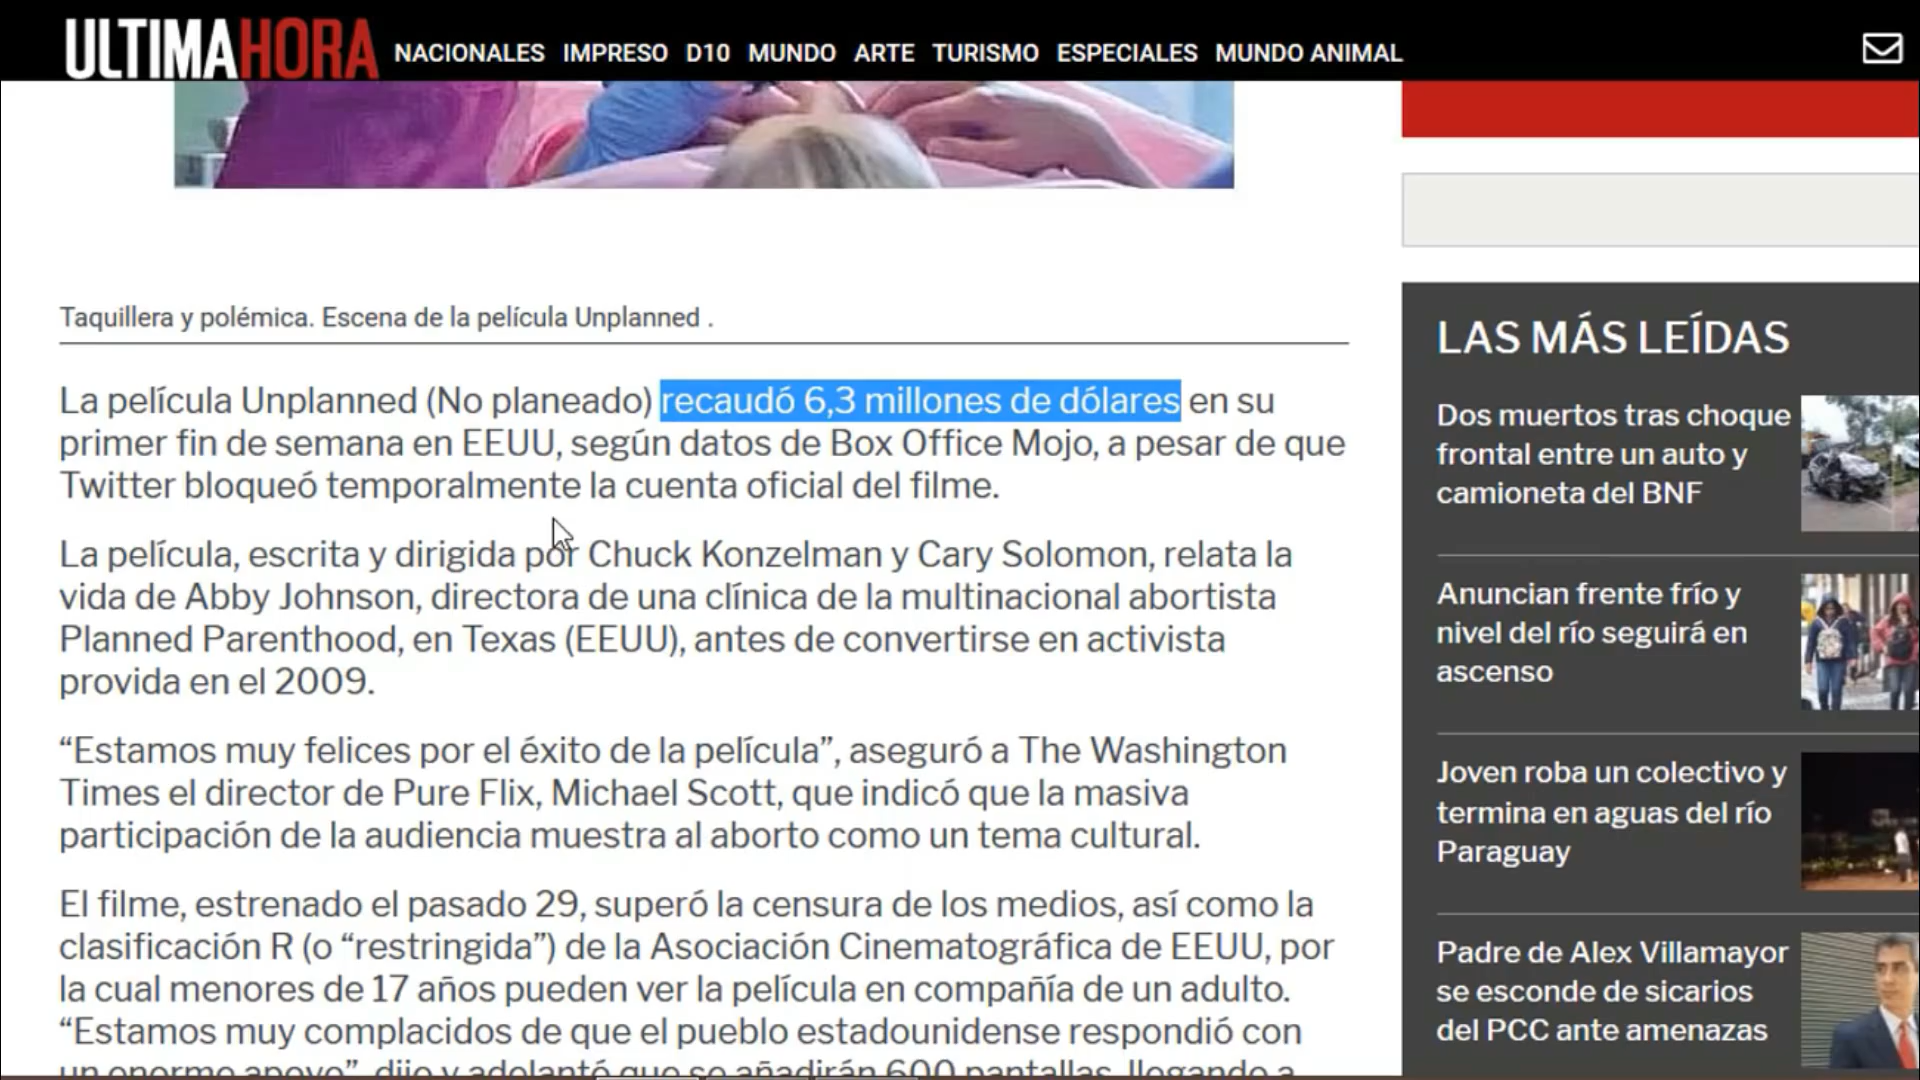 ULTIMAHORA NACIONALES IMPRESO D10 MUNDO ARTE TURISMO ESPECIALES MUNDO ANIMAL
Taquillera y polémica. Escena de la película Unplanned .
La película Unplanned (No planeado) recaudó 6,3 millones de dólares en su
primer fin de semana en EEUU, según datos de Box Office Mojo, a pesar de que
Twitter bloqueó temporalmente la cuenta oficial del filme.
La película, escrita y dirigida por Chuck Konzelman y Cary Solomon, relata la
vida de Abby Johnson, directora de una clínica de la multinacional abortista
Planned Parenthood, en Texas (EEUU), antes de convertirse en activista
provida en el 2009.
“Estamos muy felices por el éxito de la película”, aseguró a The Washington
Times el director de Pure Flix, Michael Scott, que indicó que la masiva
participación de la audiencia muestra al aborto como un tema cultural.
El filme, estrenado el pasado 29, superó la censura de los medios, así como la
clasificación R (o “restringida”) de la Asociación Cinematográfica de EEUU, por
la cual menores de 17 años pueden ver la película en compañía de un adulto.
“Estamos muy complacidos de que el pueblo estadounidense respondió con
un enorme apoyo”, dijo y adelantó que se añadirán 600 pantallas, llegando a
LAS MÁS LEÍDAS
Dos muertos tras choque
frontal entre un auto y
camioneta del BNF
Anuncian frente frío y
nivel del río seguirá en
ascenso
Joven roba un colectivo y
termina en aguas del río
Paraguay
Padre de Alex Villamayor
se esconde de sicarios
del PCC ante amenazas